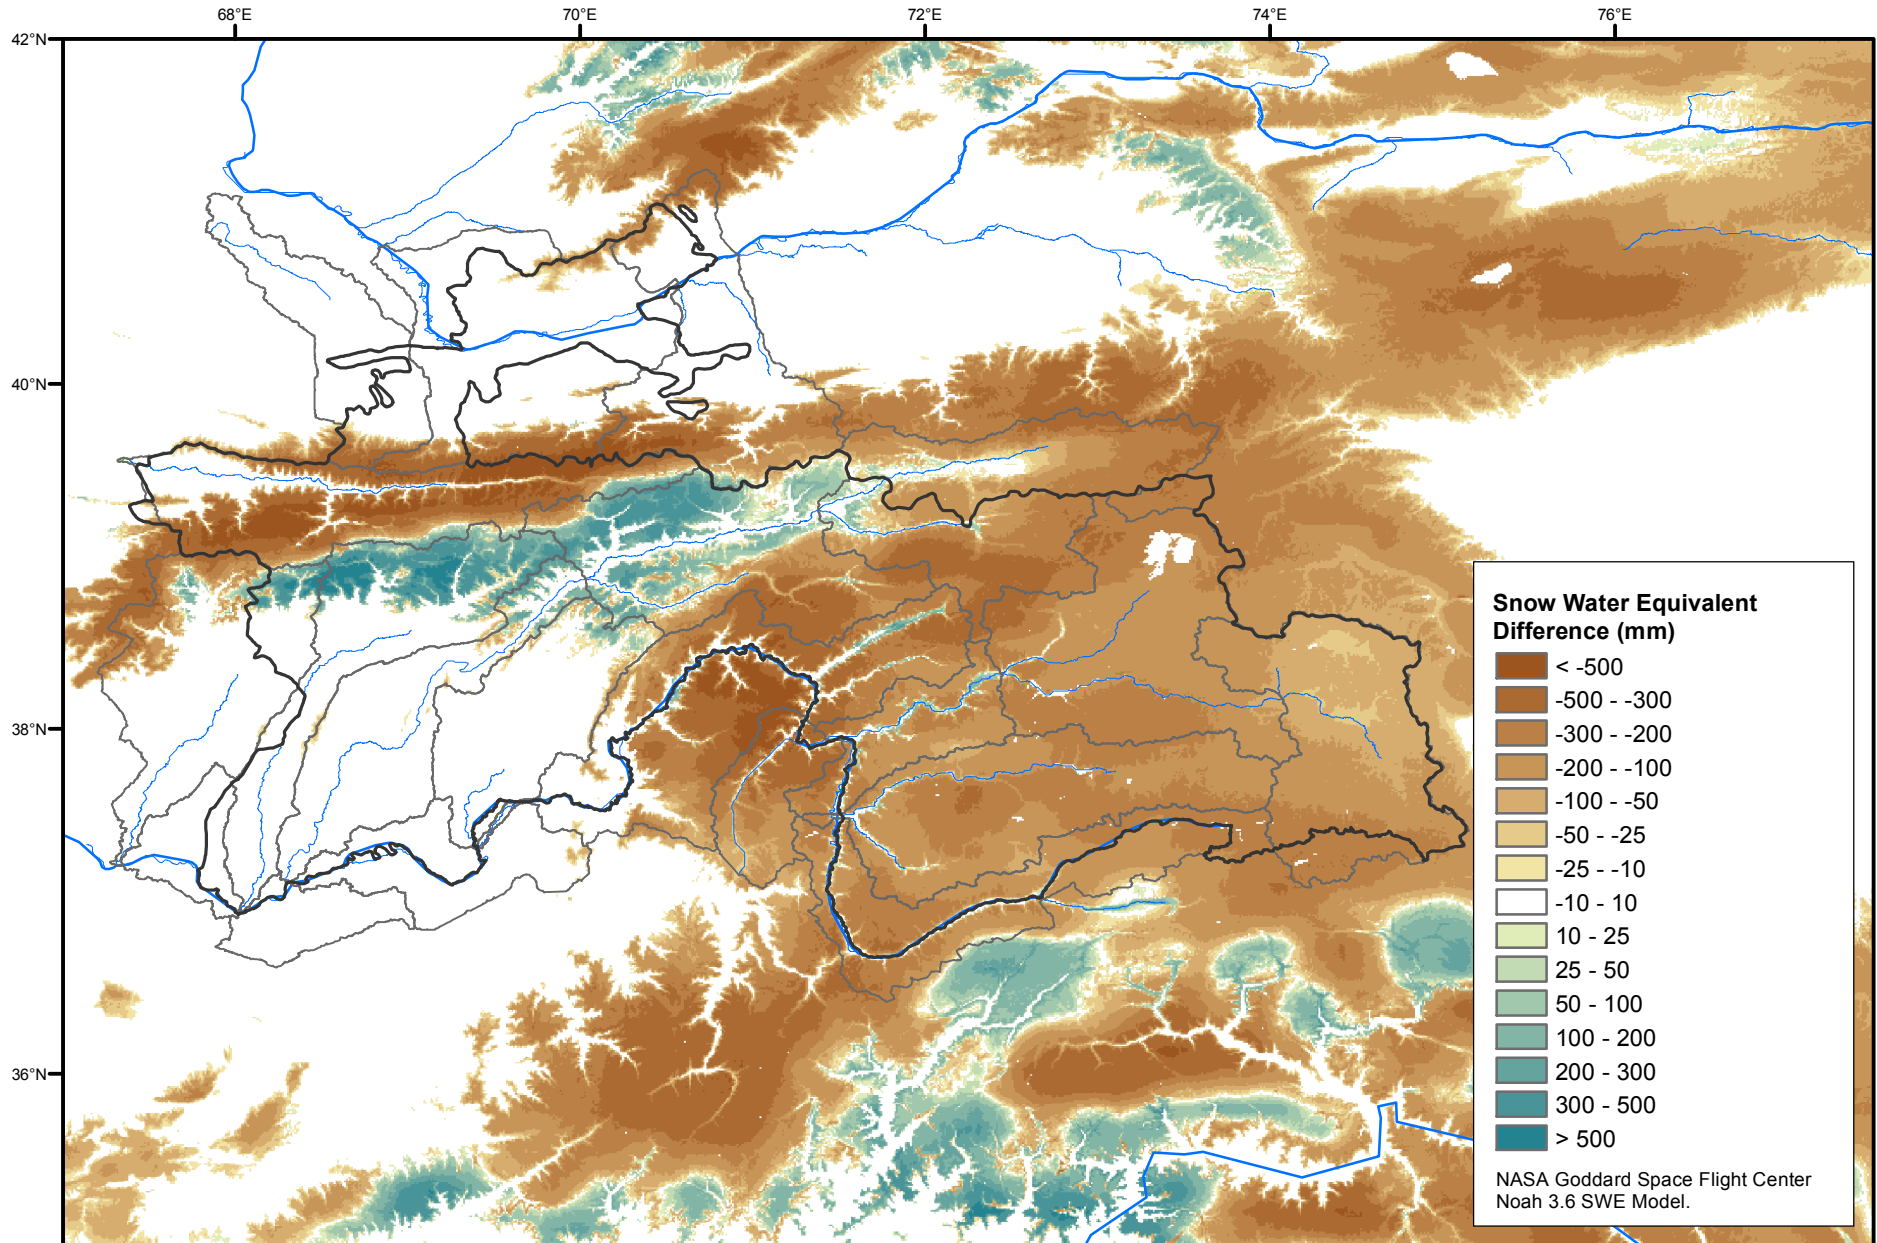 68°E
70°E
72°E
74°E
76°E
42°N
40°N
38°N
36°N
Snow Water Equivalent
Difference (mm)
< -500
-500 - -300
-300 - -200
-200 - -100
-100 - -50
-50 - -25
-25 - -10
-10 - 10
10 - 25
25 - 50
50 - 100
100 - 200
200 - 300
300 - 500
> 500
NASA Goddard Space Flight Center
Noah 3.6 SWE Model.